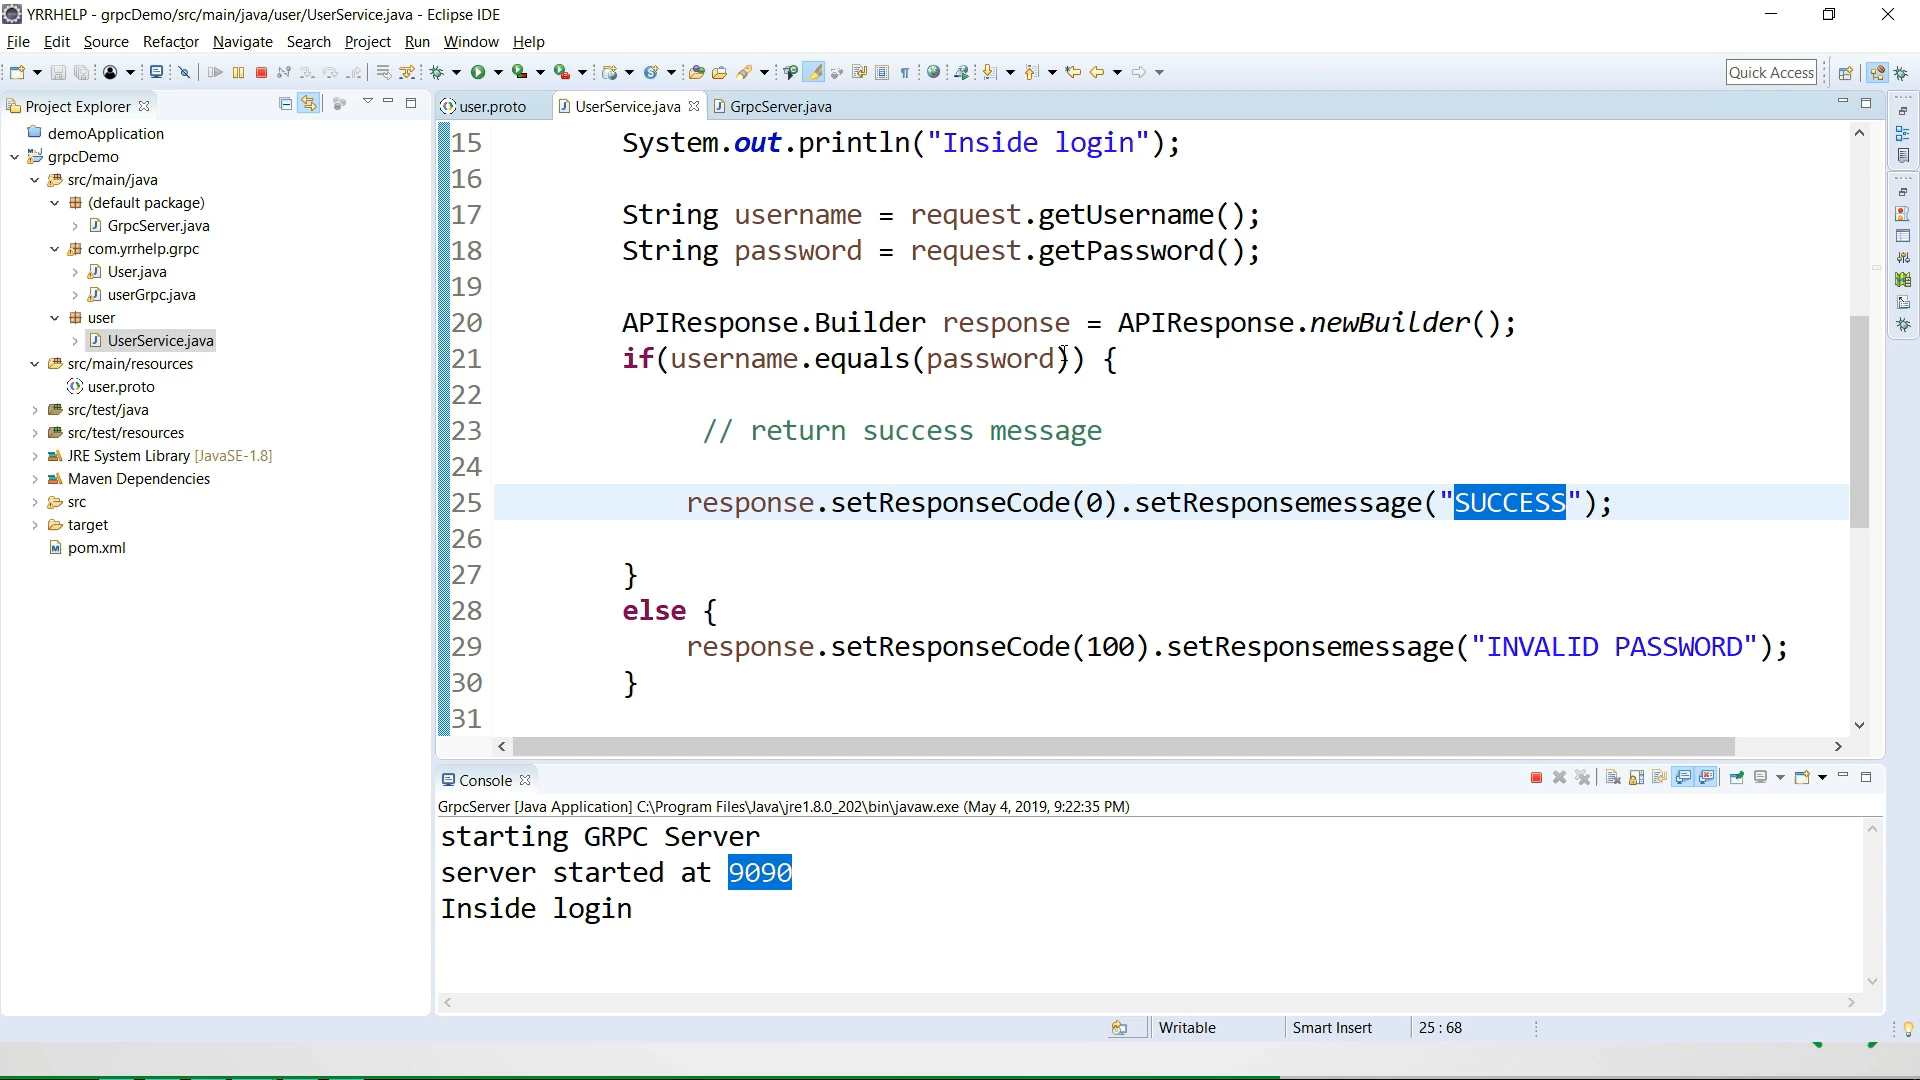 YRRHELP - grpcDemo/src/main/java/user/UserService.java - Eclipse IDE
File Edit Source Refactor Navigate Search Project Run Window Help
Quick Access
Project Explorer
demoApplication
grpcDemo
src/main/java
(default package)
GrpcServer.java
com.yrrhelp.grpc
User.java
userGrpc.java
user
UserService.java
src/main/resources
user.proto
src/test/java
src/test/resources
JRE System Library [JavaSE-1.8]
Maven Dependencies
src
target
pom.xml
user.proto UserService.java GrpcServer.java
15 System.out.println("Inside login");
16
17 String username = request.getUsername();
18 String password = request.getPassword();
19
20 APIResponse.Builder response = APIResponse.newBuilder();
21 if(username.equals(password)) {
22
23 // return success message
24
25 response.setResponseCode(0).setResponsemessage("SUCCESS");
26
27 }
28 else {
29 response.setResponseCode(100).setResponsemessage("INVALID PASSWORD");
30 }
31
Console
GrpcServer [Java Application] C:\Program Files\Java\jre1.8.0_202\bin\javaw.exe (May 4, 2019, 9:22:35 PM)
starting GRPC Server
server started at 9090
Inside login
Writable Smart Insert 25 : 68